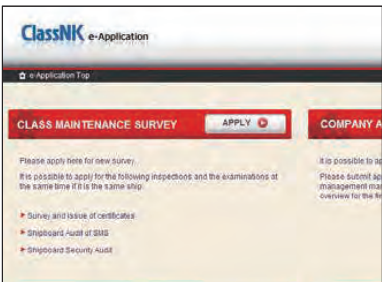 ClassNK e-Application
e-Application Top
CLASS MAINTENANCE SURVEY
APPLY
COMPANY A
Please apply here for new survey.
It is possible to ap
It is possible to apply for the following inspections and the examinations at
the same time if it is the same ship.
Please submit ap
management ma
overview for the fi
Survey and issue of certificates
Shipboard Audit of SMS
Shipboard Security Audit